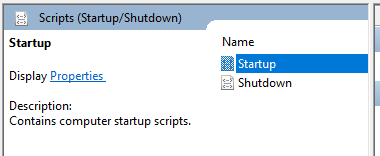 Scripts (Startup/Shutdown)
Startup
Display Properties
Description:
Contains computer startup scripts.
Name
Startup
Shutdown